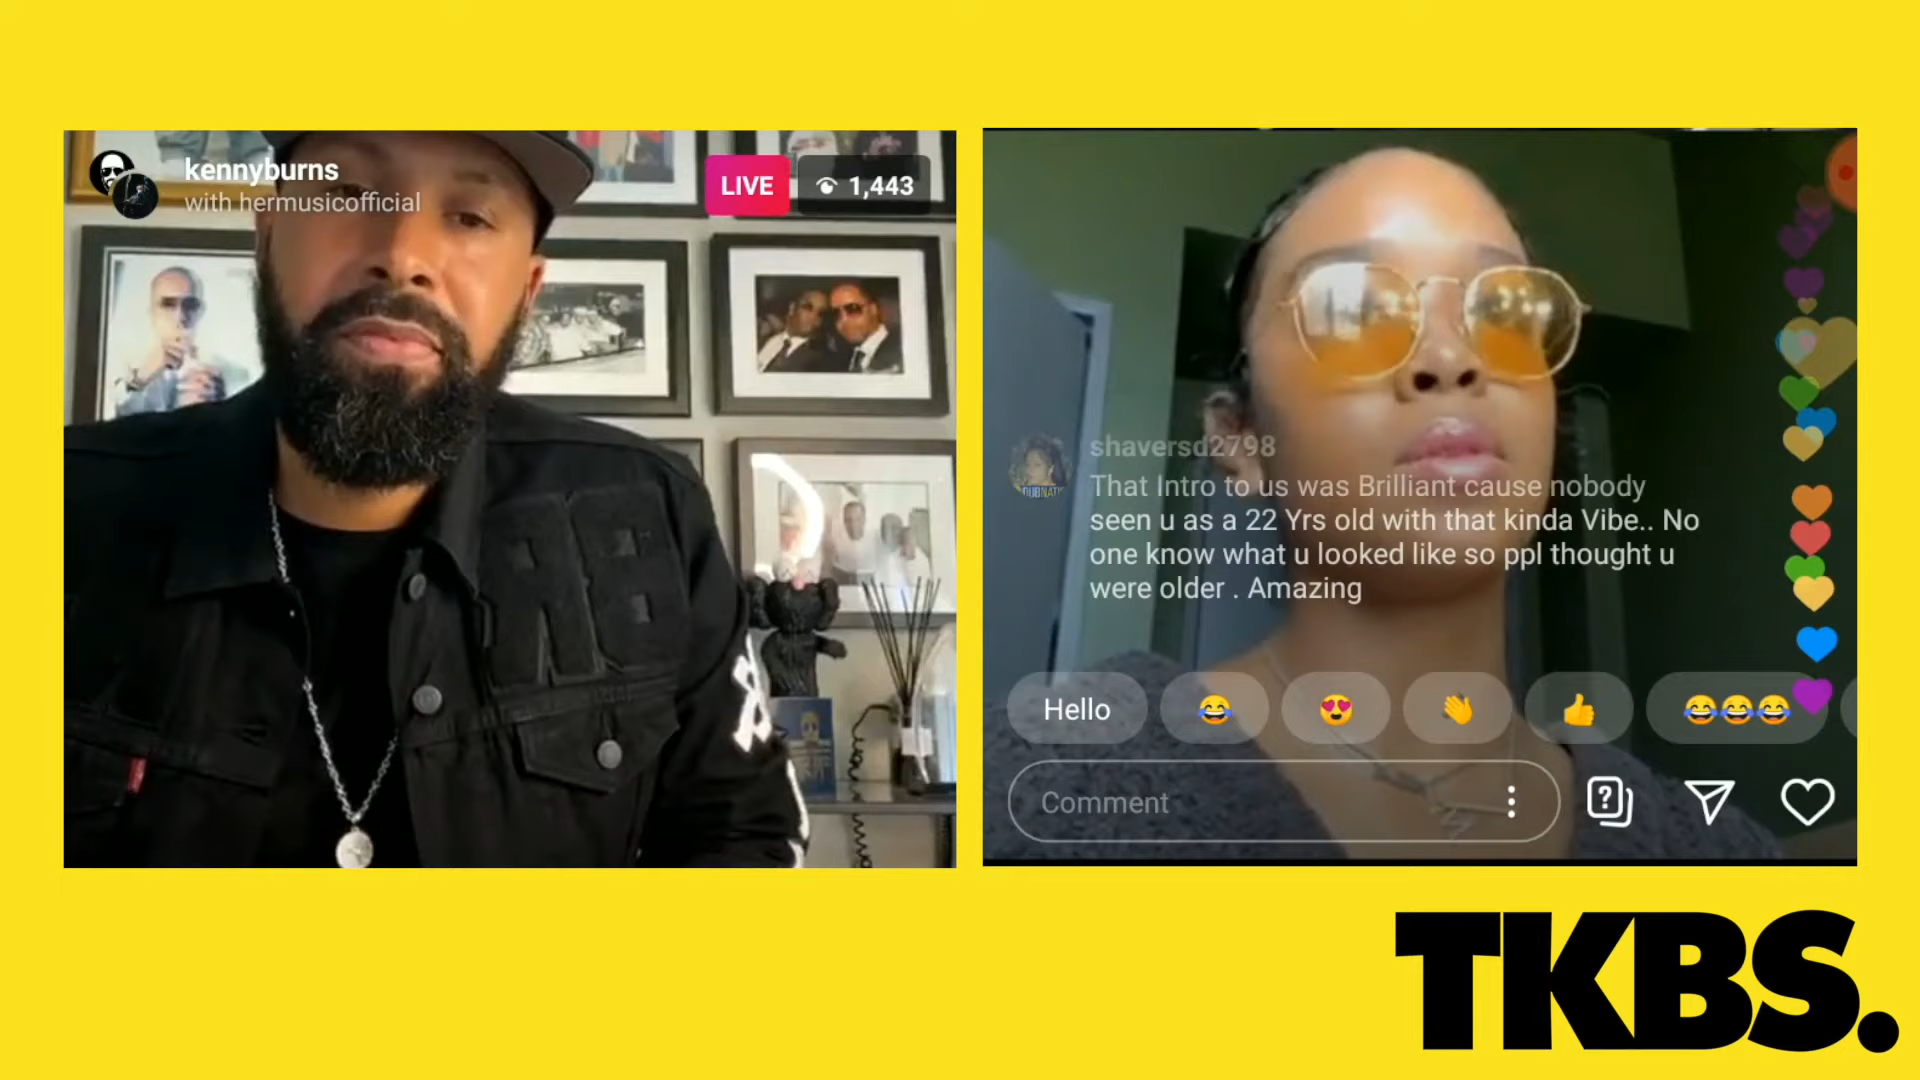 kennyburns
with hermusicofficial
LIVE
1,443
shaversd2798
That Intro to us was Brilliant cause nobody
seen u as a 22 Yrs old with that kinda Vibe.. No
one know what u looked like so ppl thought u
were older . Amazing
Hello
Comment
KB
TKBS.